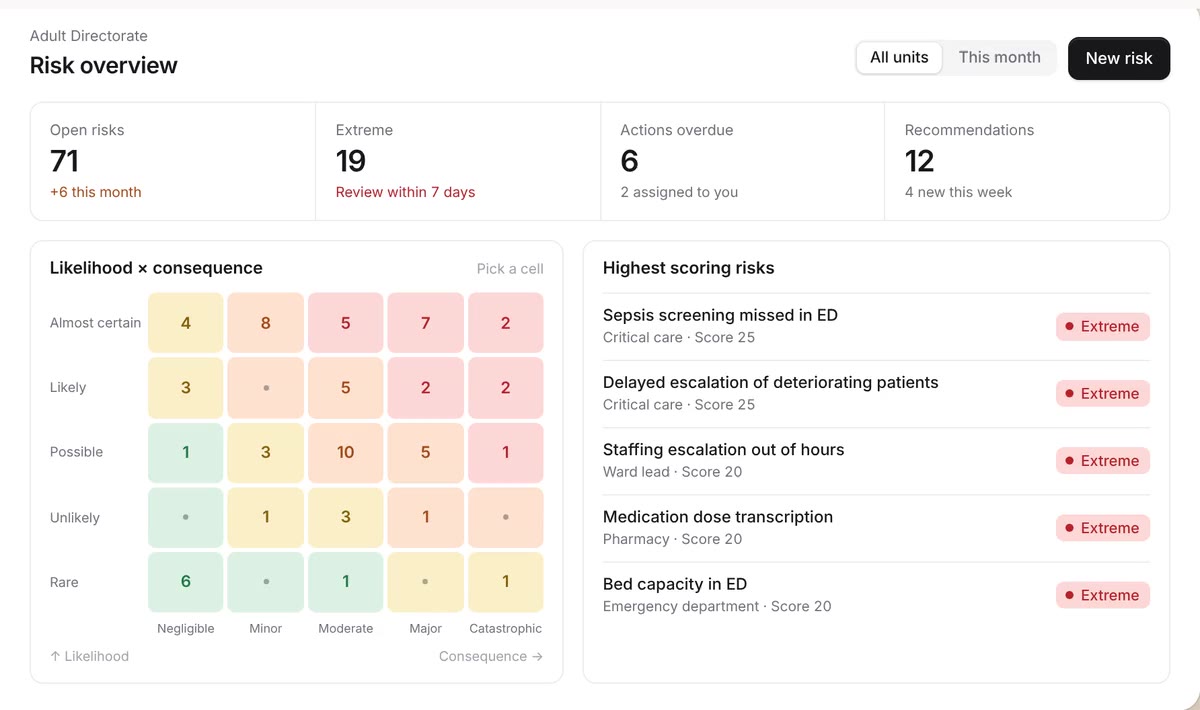 Adult Directorate
Risk overview
All units
This month
New risk
Open risks
71
+6 this month
Extreme
19
Review within 7 days
Actions overdue
6
2 assigned to you
Recommendations
12
4 new this week
Likelihood × consequence
Pick a cell
Almost certain 4 8 5 7 2
Likely 3 • 5 2 2
Possible 1 3 10 5 1
Unlikely • 1 3 1 •
Rare 6 • 1 • 1
Negligible Minor Moderate Major Catastrophic
↑ Likelihood
Consequence →
Highest scoring risks
Sepsis screening missed in ED
Critical care · Score 25
Extreme
Delayed escalation of deteriorating patients
Critical care · Score 25
Extreme
Staffing escalation out of hours
Ward lead · Score 20
Extreme
Medication dose transcription
Pharmacy · Score 20
Extreme
Bed capacity in ED
Emergency department · Score 20
Extreme